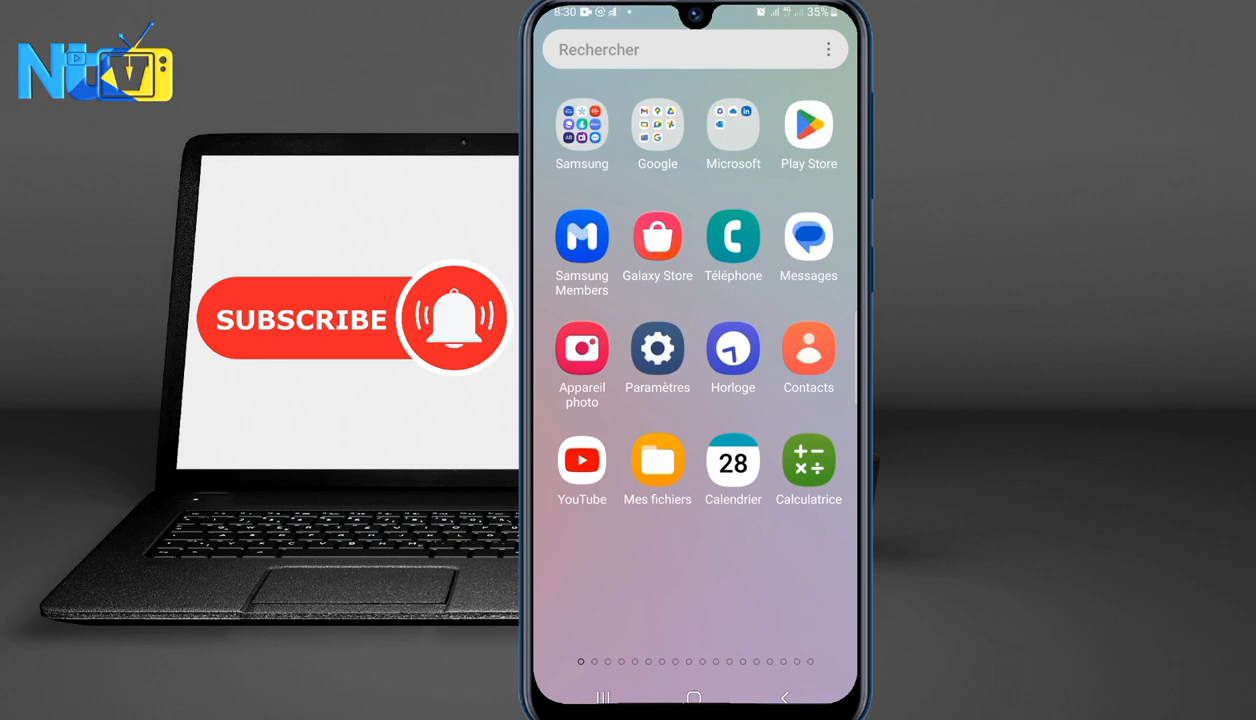 NtV
SUBSCRIBE
8:30 35%
Rechercher
Samsung Google Microsoft Play Store
Samsung Members Galaxy Store Téléphone Messages
Appareil photo Paramètres Horloge Contacts
28
YouTube Mes fichiers Calendrier Calculatrice